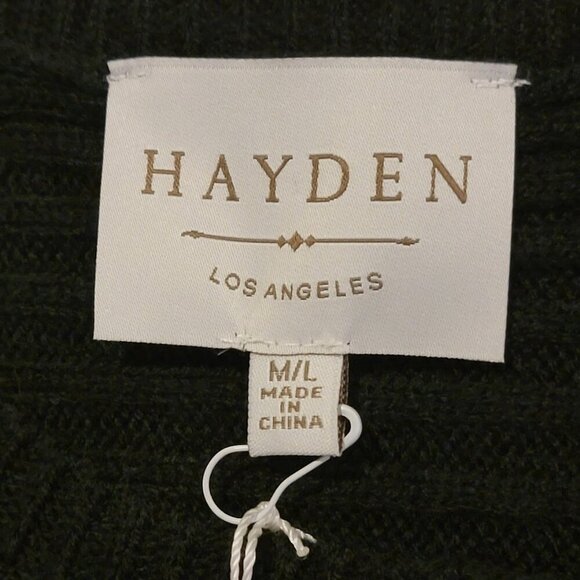 HAYDEN
LOS ANGELES
M/L
MADE
IN
CHINA